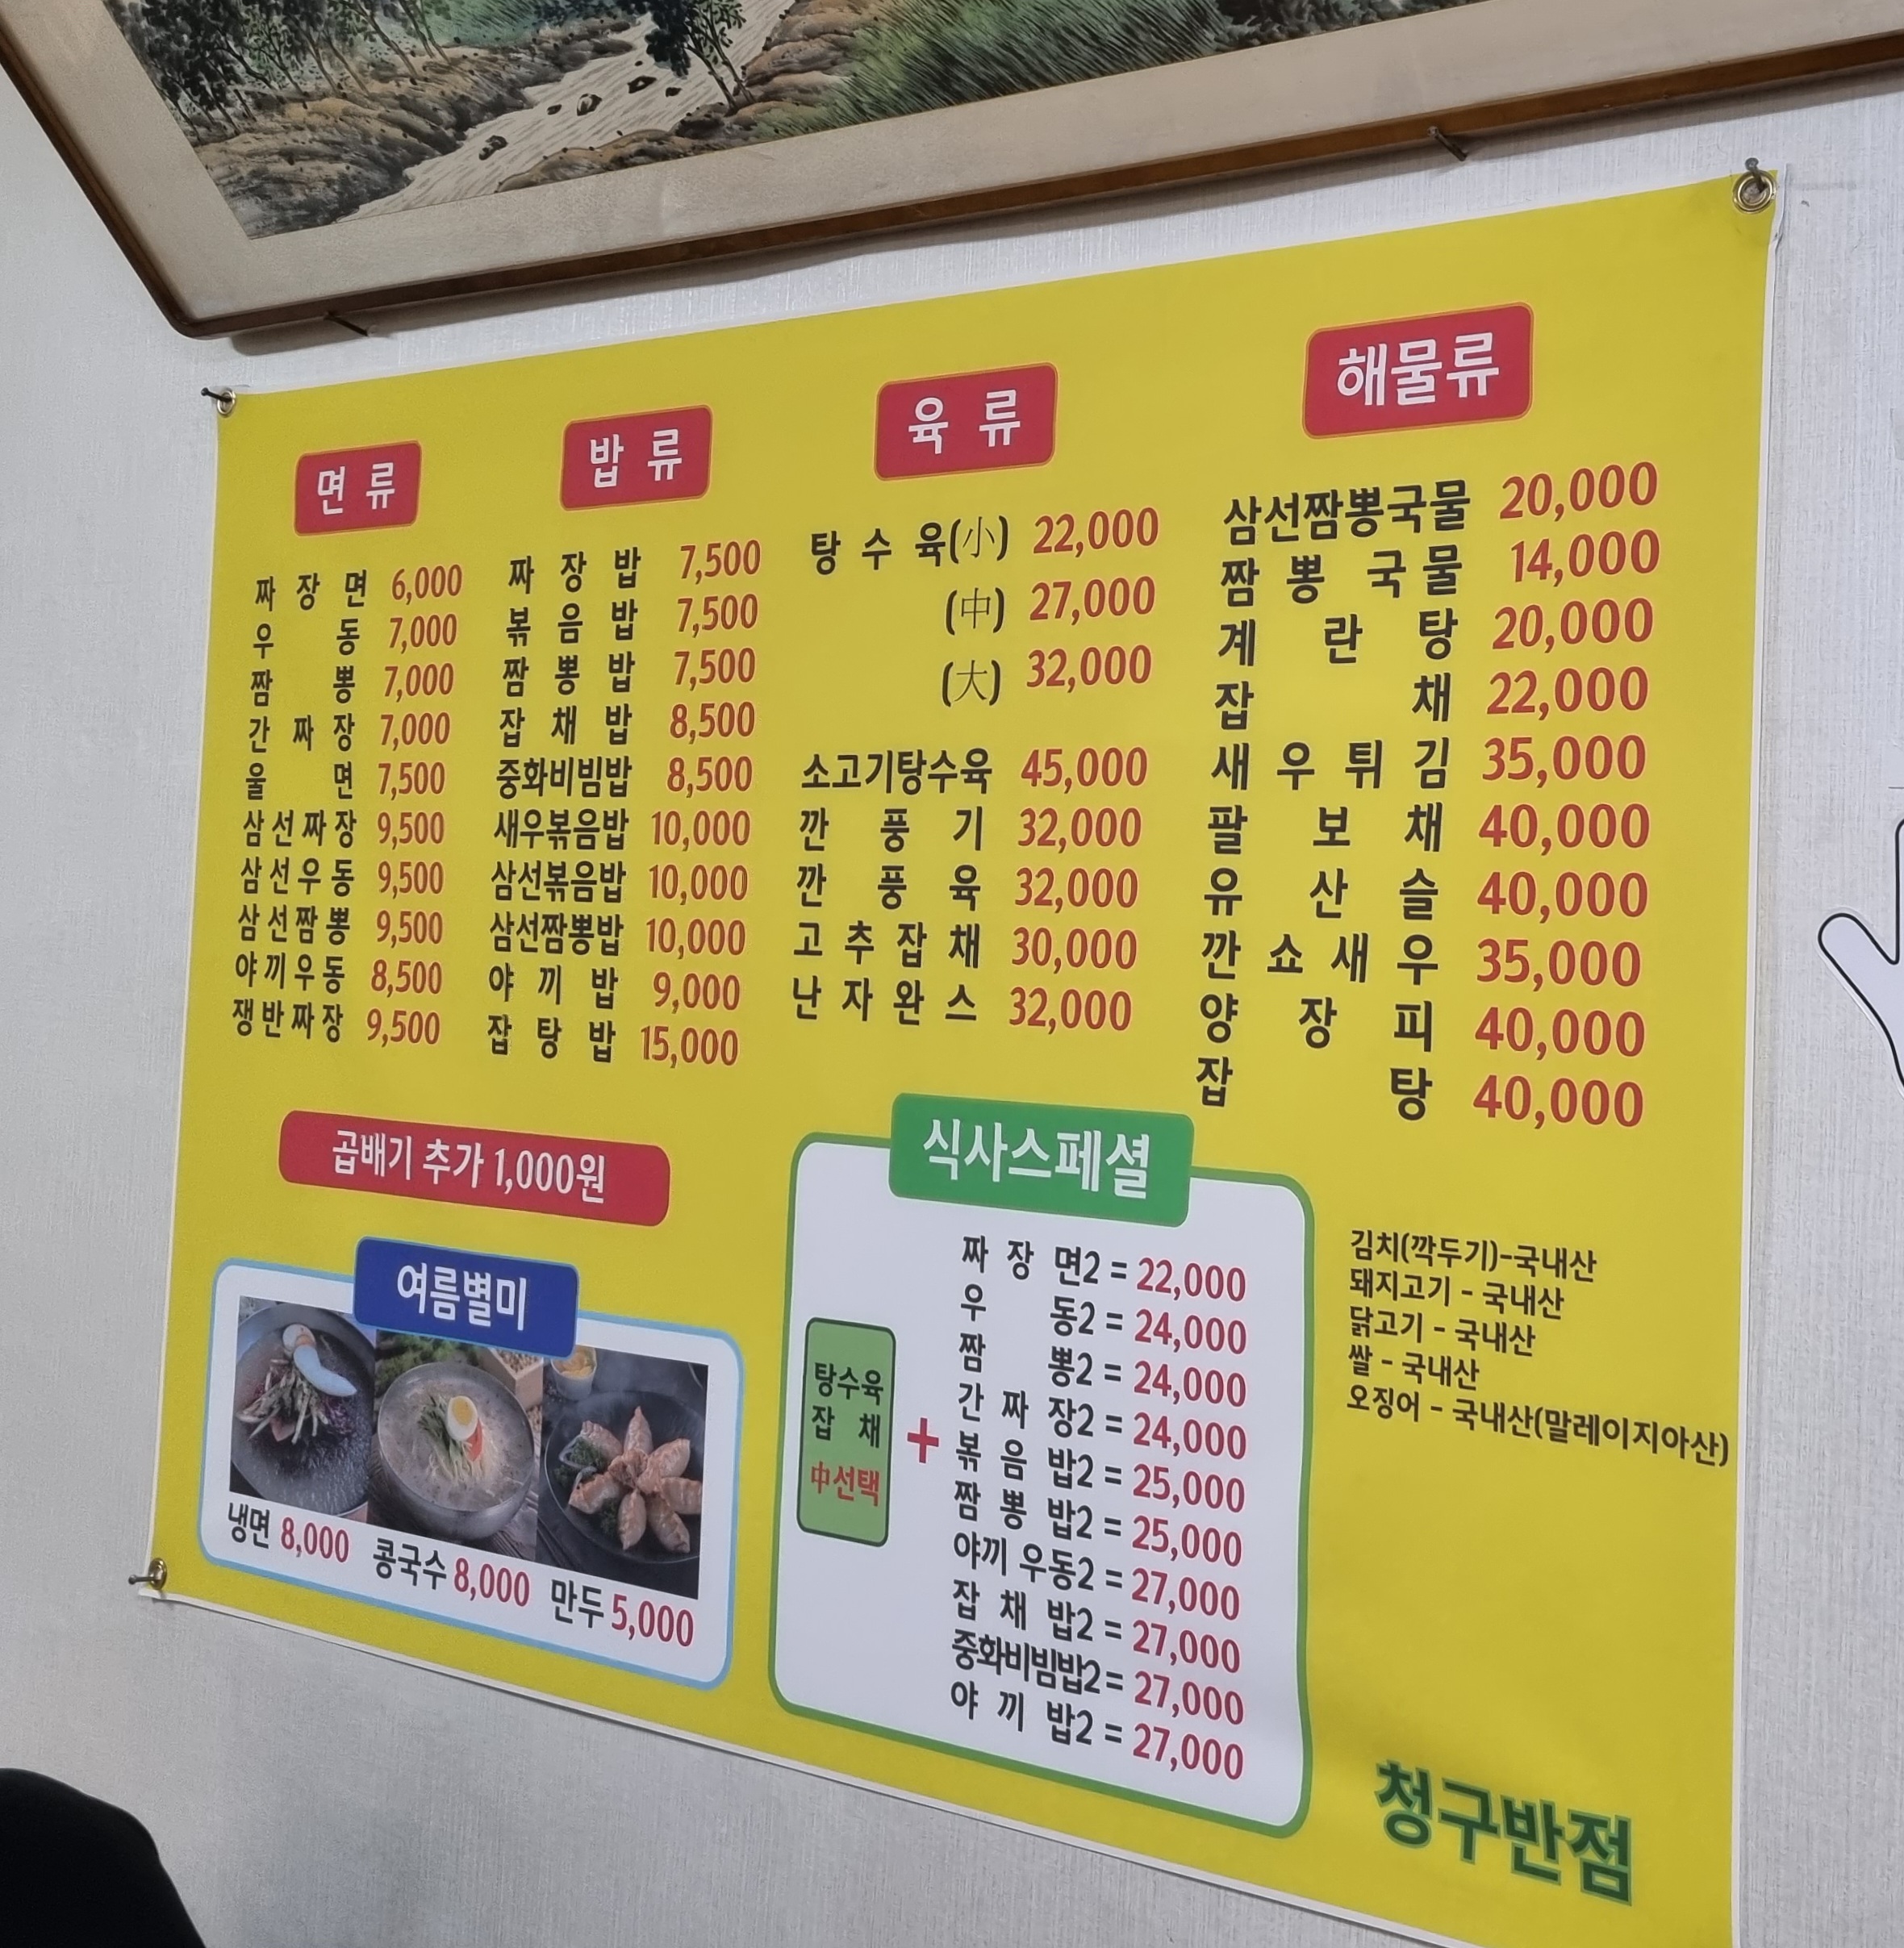 면류
짜장면 6,000
우동 7,000
짬뽕 7,000
간짜장 7,000
울면 7,500
삼선짜장 9,500
삼선우동 9,500
삼선짬뽕 9,500
야끼우동 8,500
쟁반짜장 9,500
밥류
짜장밥 7,500
볶음밥 7,500
짬뽕밥 7,500
잡채밥 8,500
중화비빔밥 8,500
새우볶음밥 10,000
삼선볶음밥 10,000
삼선짬뽕밥 10,000
야끼밥 9,000
잡탕밥 15,000
육류
탕수육(小) 22,000
(中) 27,000
(大) 32,000
소고기탕수육 45,000
깐풍기 32,000
깐풍육 32,000
고추잡채 30,000
난자완스 32,000
해물류
삼선짬뽕국물 20,000
짬뽕국물 14,000
계란탕 20,000
잡채 22,000
새우튀김 35,000
팔보채 40,000
유산슬 40,000
깐쇼새우 35,000
양장피 40,000
잡탕 40,000
곱배기 추가 1,000원
여름별미
냉면 8,000 콩국수 8,000 만두 5,000
식사스페셜
탕수육
잡채
中선택
+
짜장면2 = 22,000
우동2 = 24,000
짬뽕2 = 24,000
간짜장2 = 24,000
볶음밥2 = 25,000
짬뽕밥2 = 25,000
야끼우동2 = 27,000
잡채밥2 = 27,000
중화비빔밥2 = 27,000
야끼밥2 = 27,000
김치(깍두기)-국내산
돼지고기 - 국내산
닭고기 - 국내산
쌀 - 국내산
오징어 - 국내산(말레이지아산)
청구반점